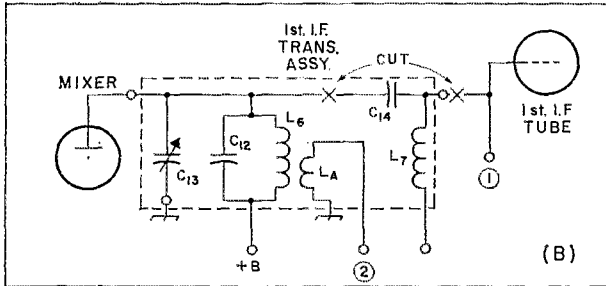 1st. I.F.
TRANS.
ASSY.
CUT
MIXER
C14
1st. I.F
TUBE
L6
C12
LA
L7
C13
1
+B
2
(B)